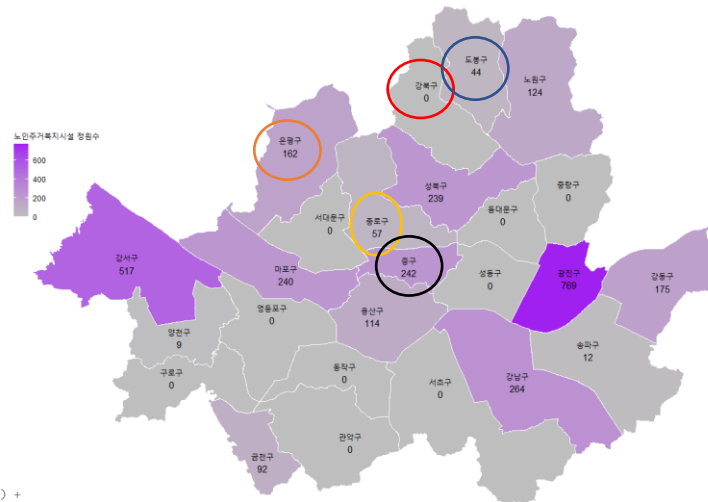 도봉구
44
강북구
0
노원구
124
노인주거복지시설 정원수
600
400
200
0
은평구
162
성북구
239
중랑구
0
서대문구
0
종로구
57
동대문구
0
강서구
517
마포구
240
중구
242
성동구
0
광진구
769
강동구
175
영등포구
0
용산구
114
양천구
9
송파구
12
구로구
0
동작구
0
서초구
0
강남구
264
금천구
92
관악구
0
) +